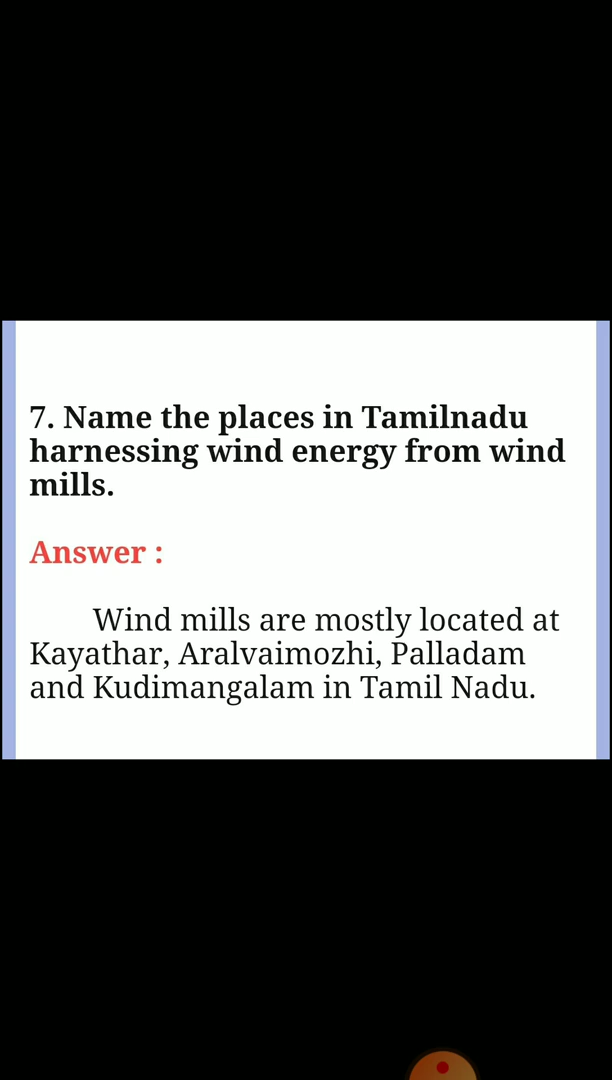 7. Name the places in Tamilnadu
harnessing wind energy from wind
mills.
Answer :
Wind mills are mostly located at
Kayathar, Aralvaimozhi, Palladam
and Kudimangalam in Tamil Nadu.